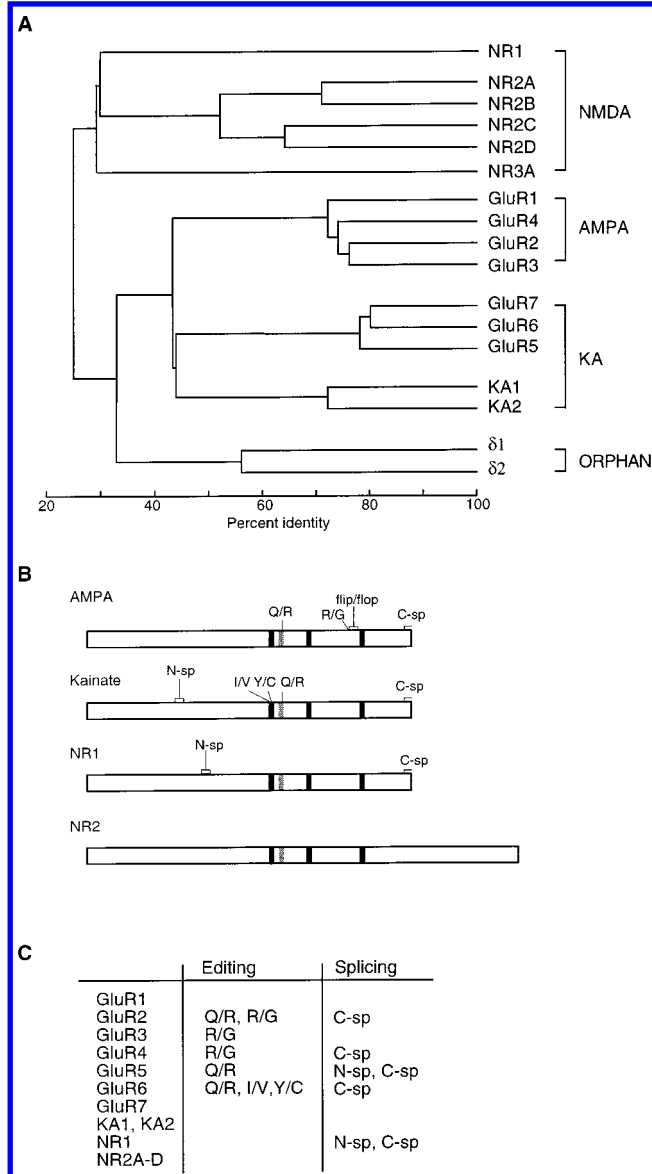 A
NR1
NR2A
NR2B
NR2C
NR2D
NR3A
NMDA
GluR1
GluR4
GluR2
GluR3
AMPA
GluR7
GluR6
GluR5
KA1
KA2
KA
δ1
δ2
ORPHAN
20 40 60 80 100
Percent identity
B
AMPA
Q/R
flip/flop
R/G
C-sp
Kainate
N-sp
I/V Y/C Q/R
C-sp
NR1
N-sp
C-sp
NR2
C
Editing Splicing
GluR1
GluR2 Q/R, R/G C-sp
GluR3 R/G
GluR4 R/G C-sp
GluR5 Q/R N-sp, C-sp
GluR6 Q/R, I/V,Y/C C-sp
GluR7
KA1, KA2
NR1 N-sp, C-sp
NR2A-D